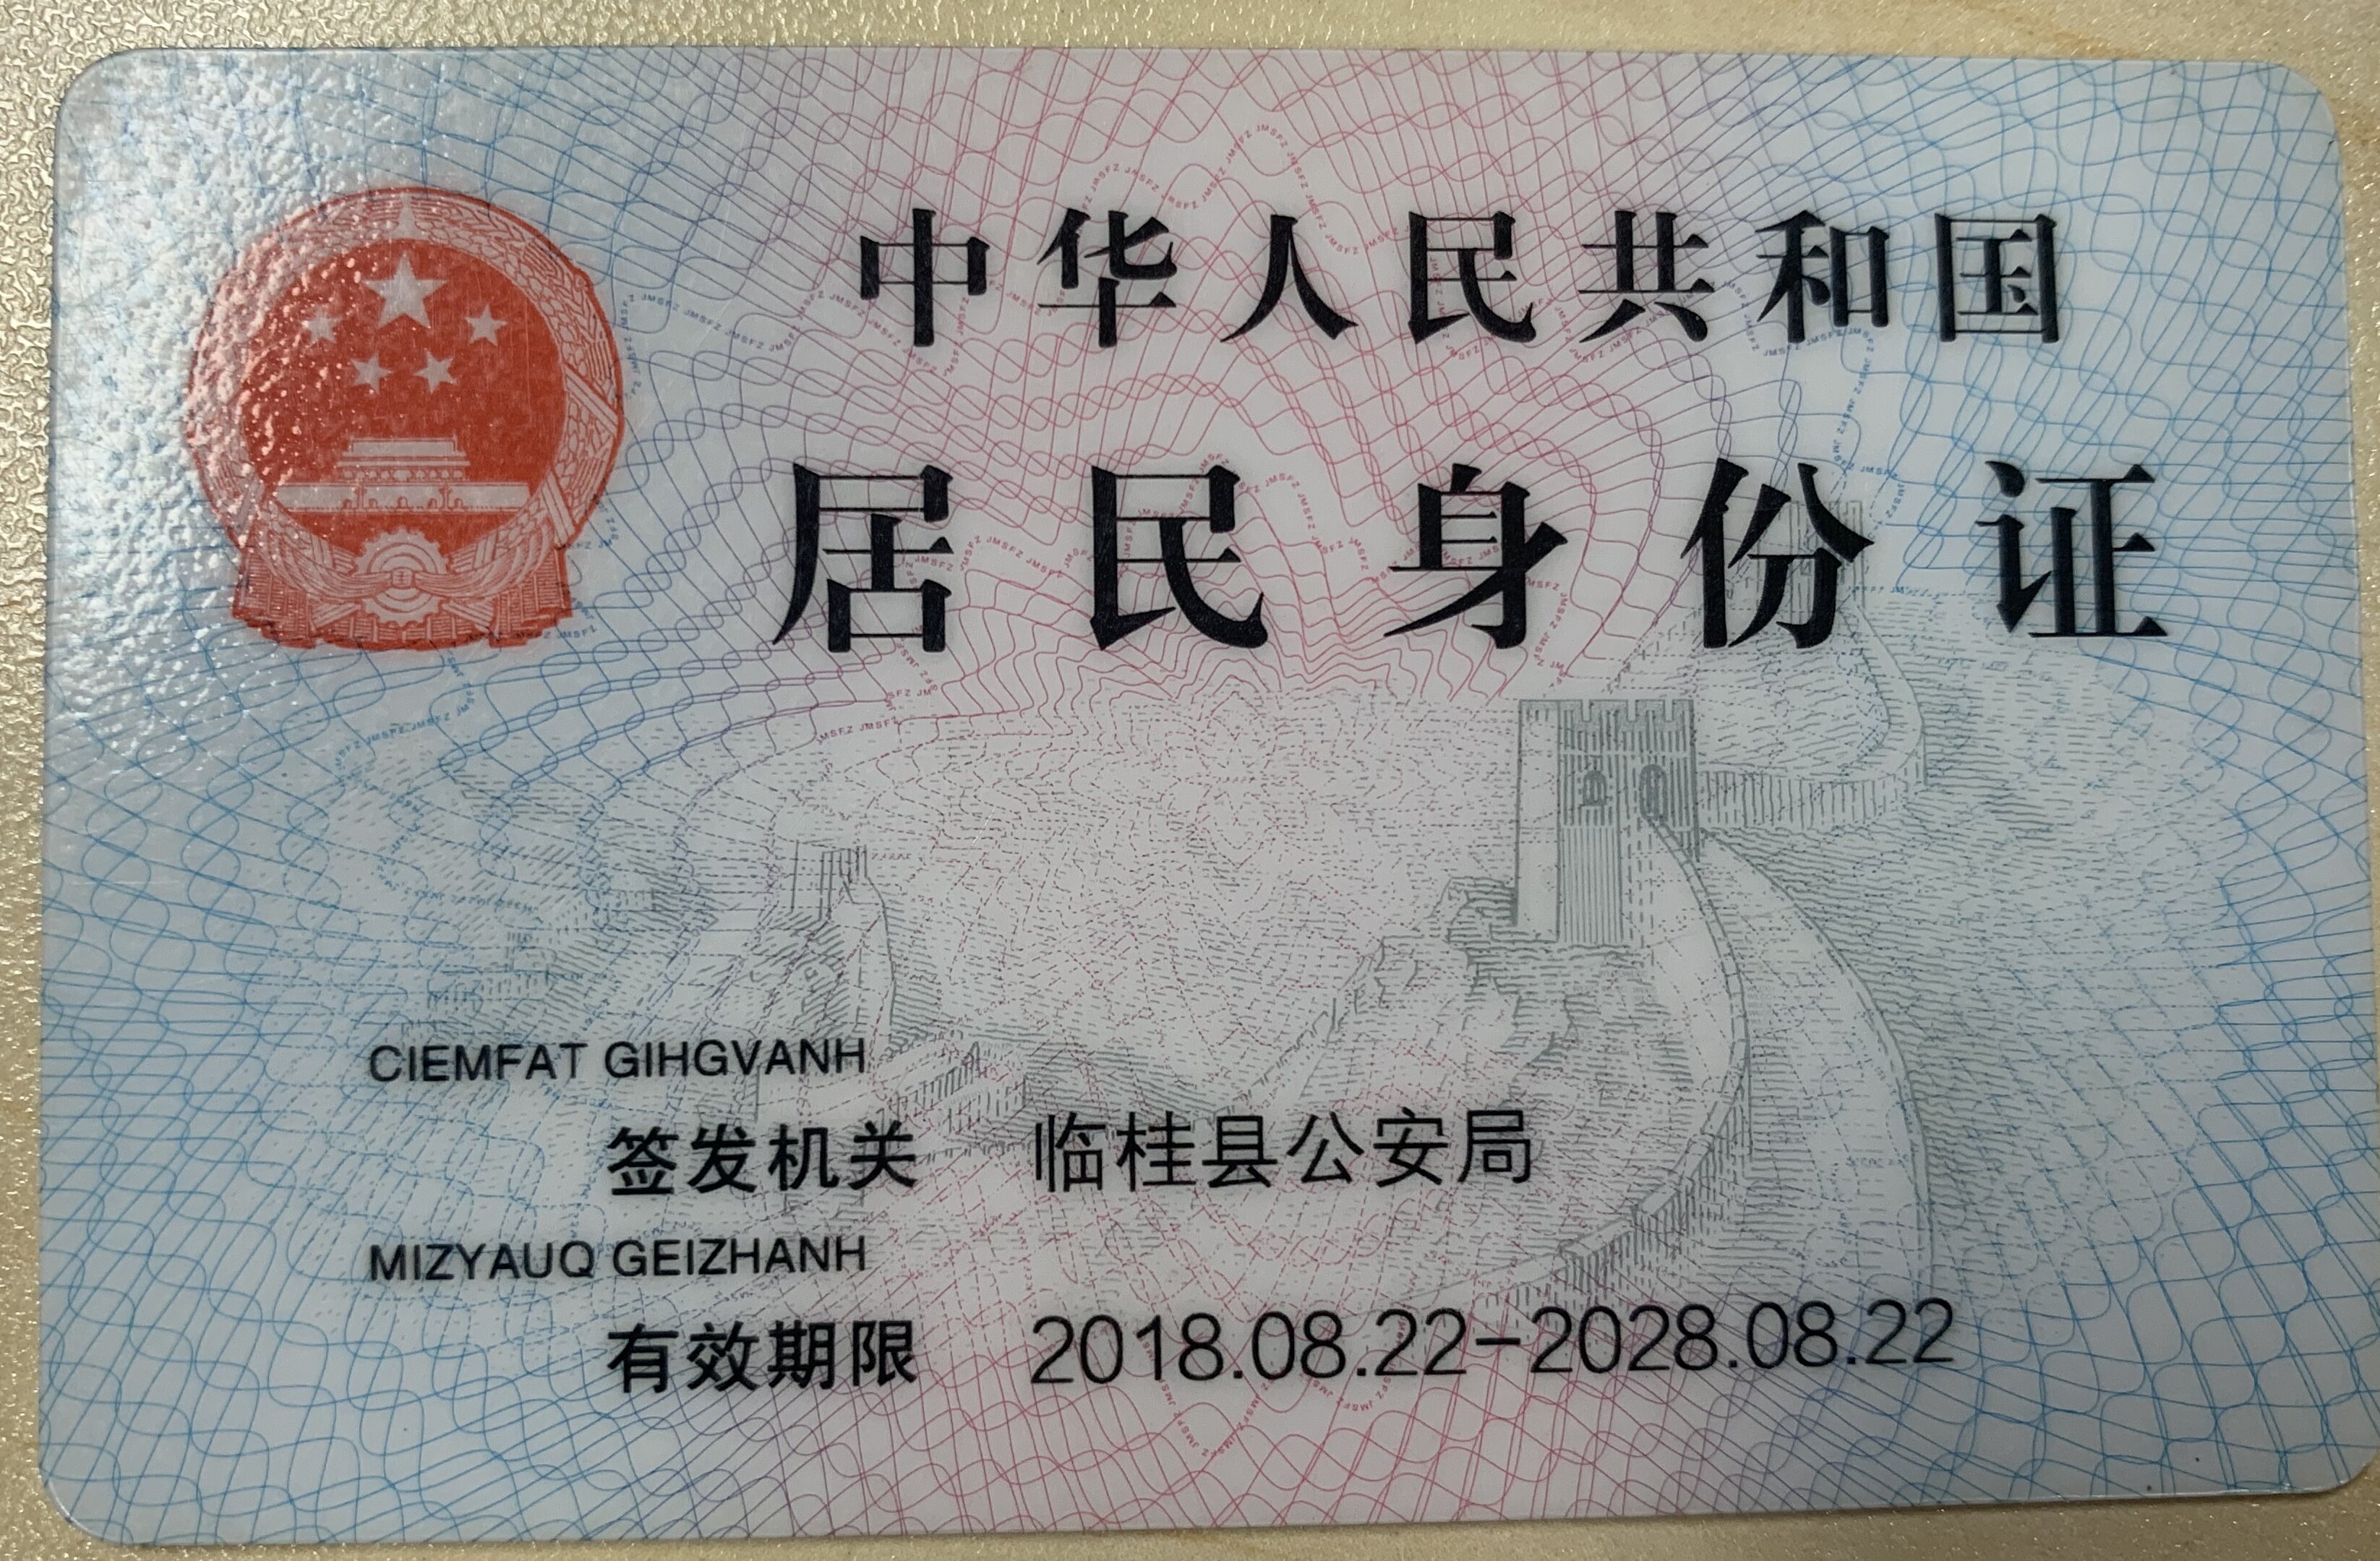 中华人民共和国
居民身份证
CIEMFAT GIHGVANH
签发机关 临桂县公安局
MIZYAUQ GEIZHANH
有效期限 2018.08.22-2028.08.22